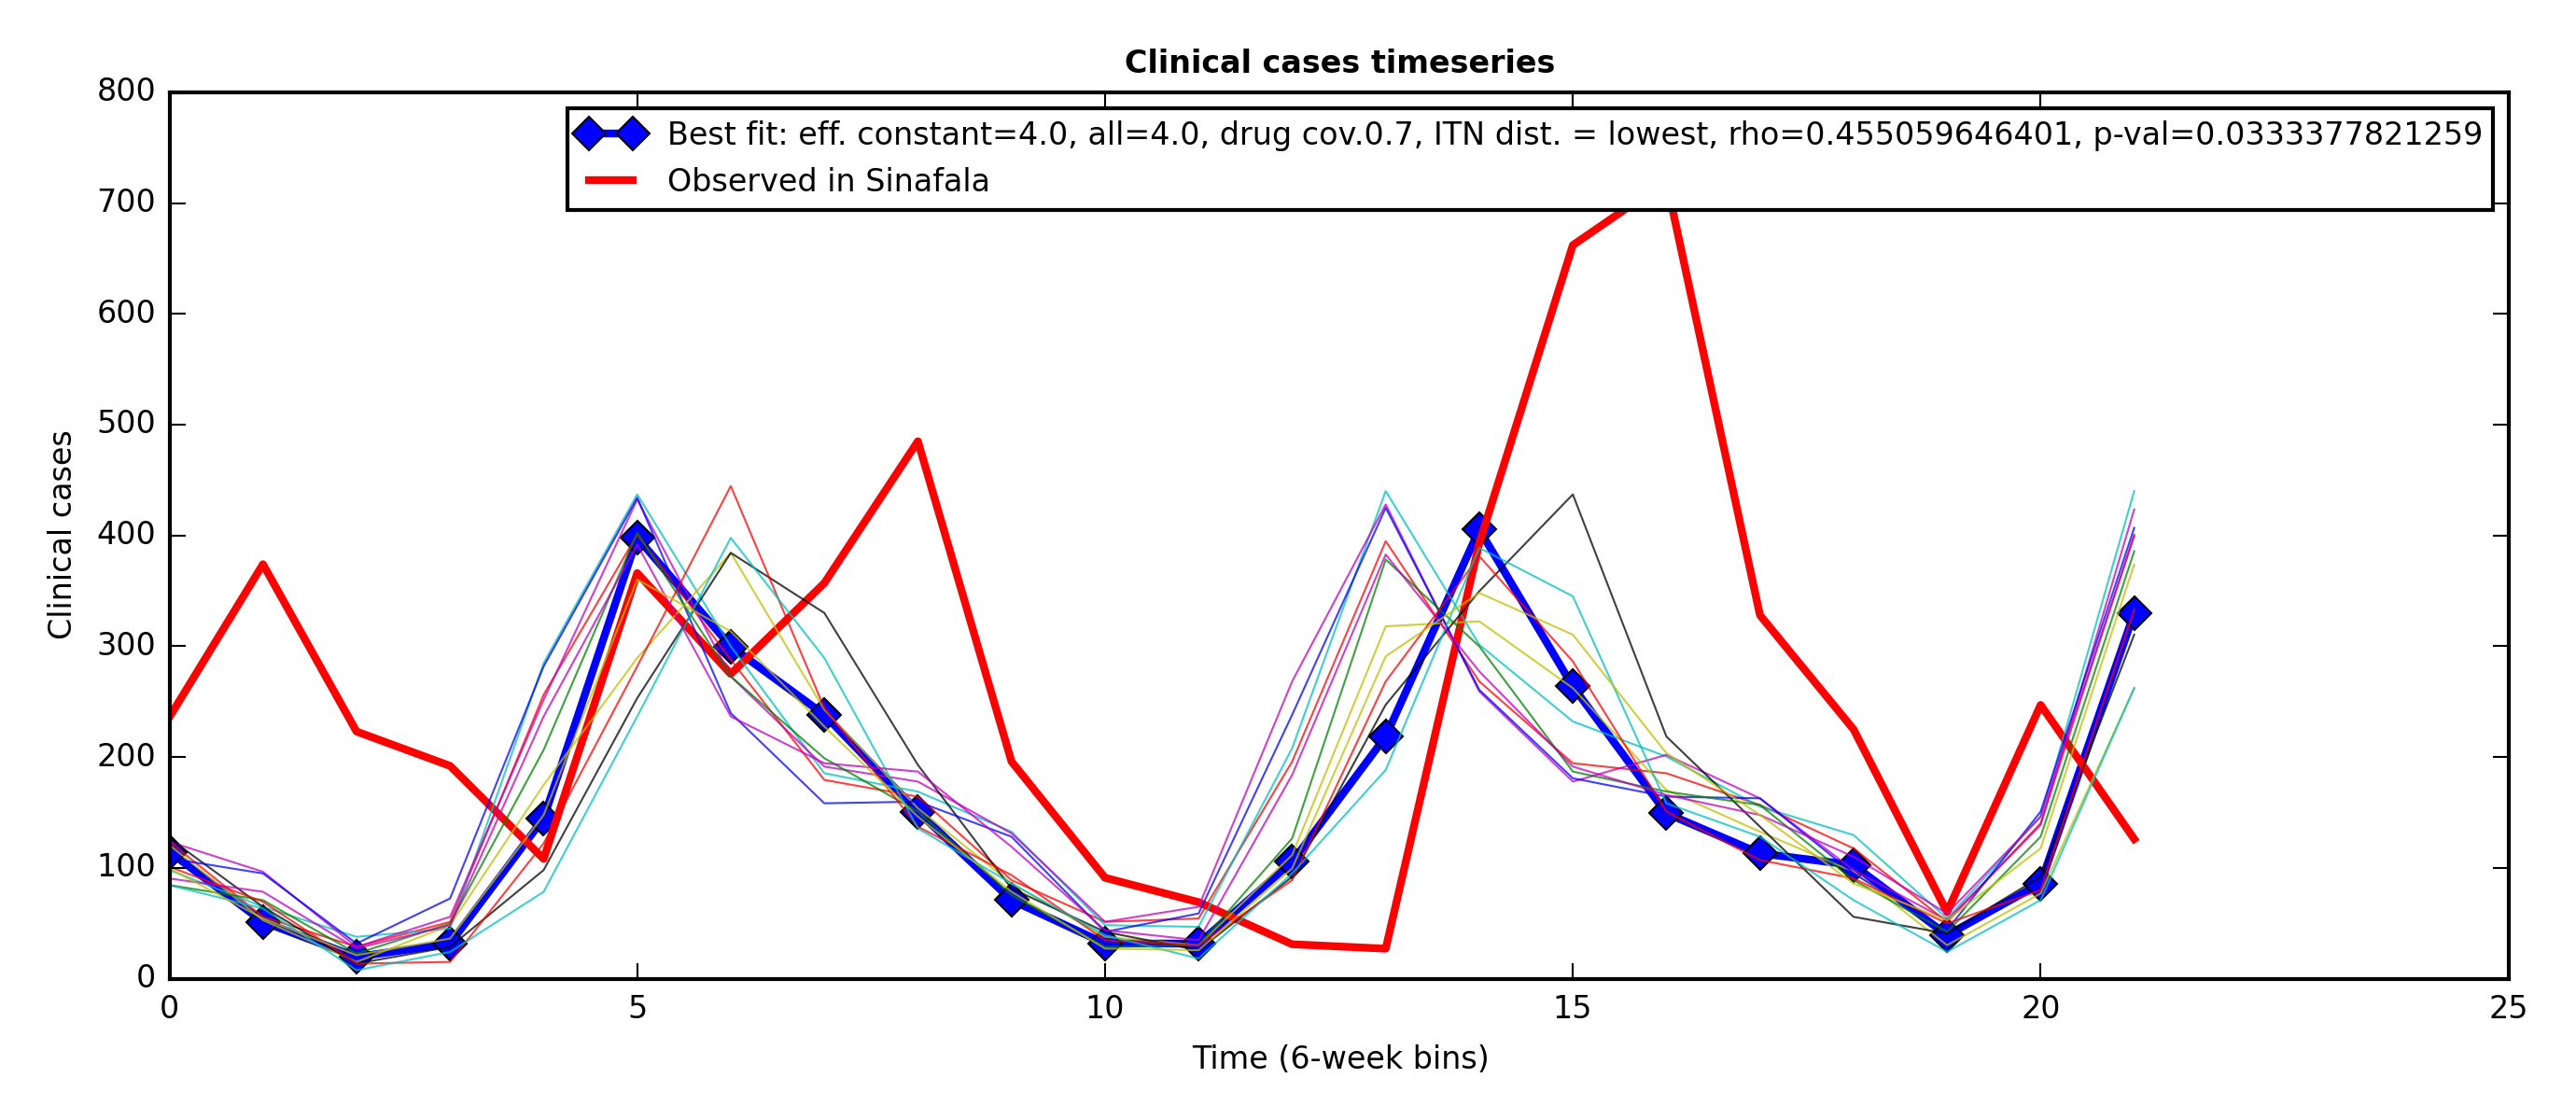 Clinical cases timeseries
800
700
600
500
400
300
200
100
0
Clinical cases
Best fit: eff. constant=4.0, all=4.0, drug cov.0.7, ITN dist. = lowest, rho=0.455059646401, p-val=0.0333377821259
Observed in Sinafala
0 5 10 15 20 25
Time (6-week bins)